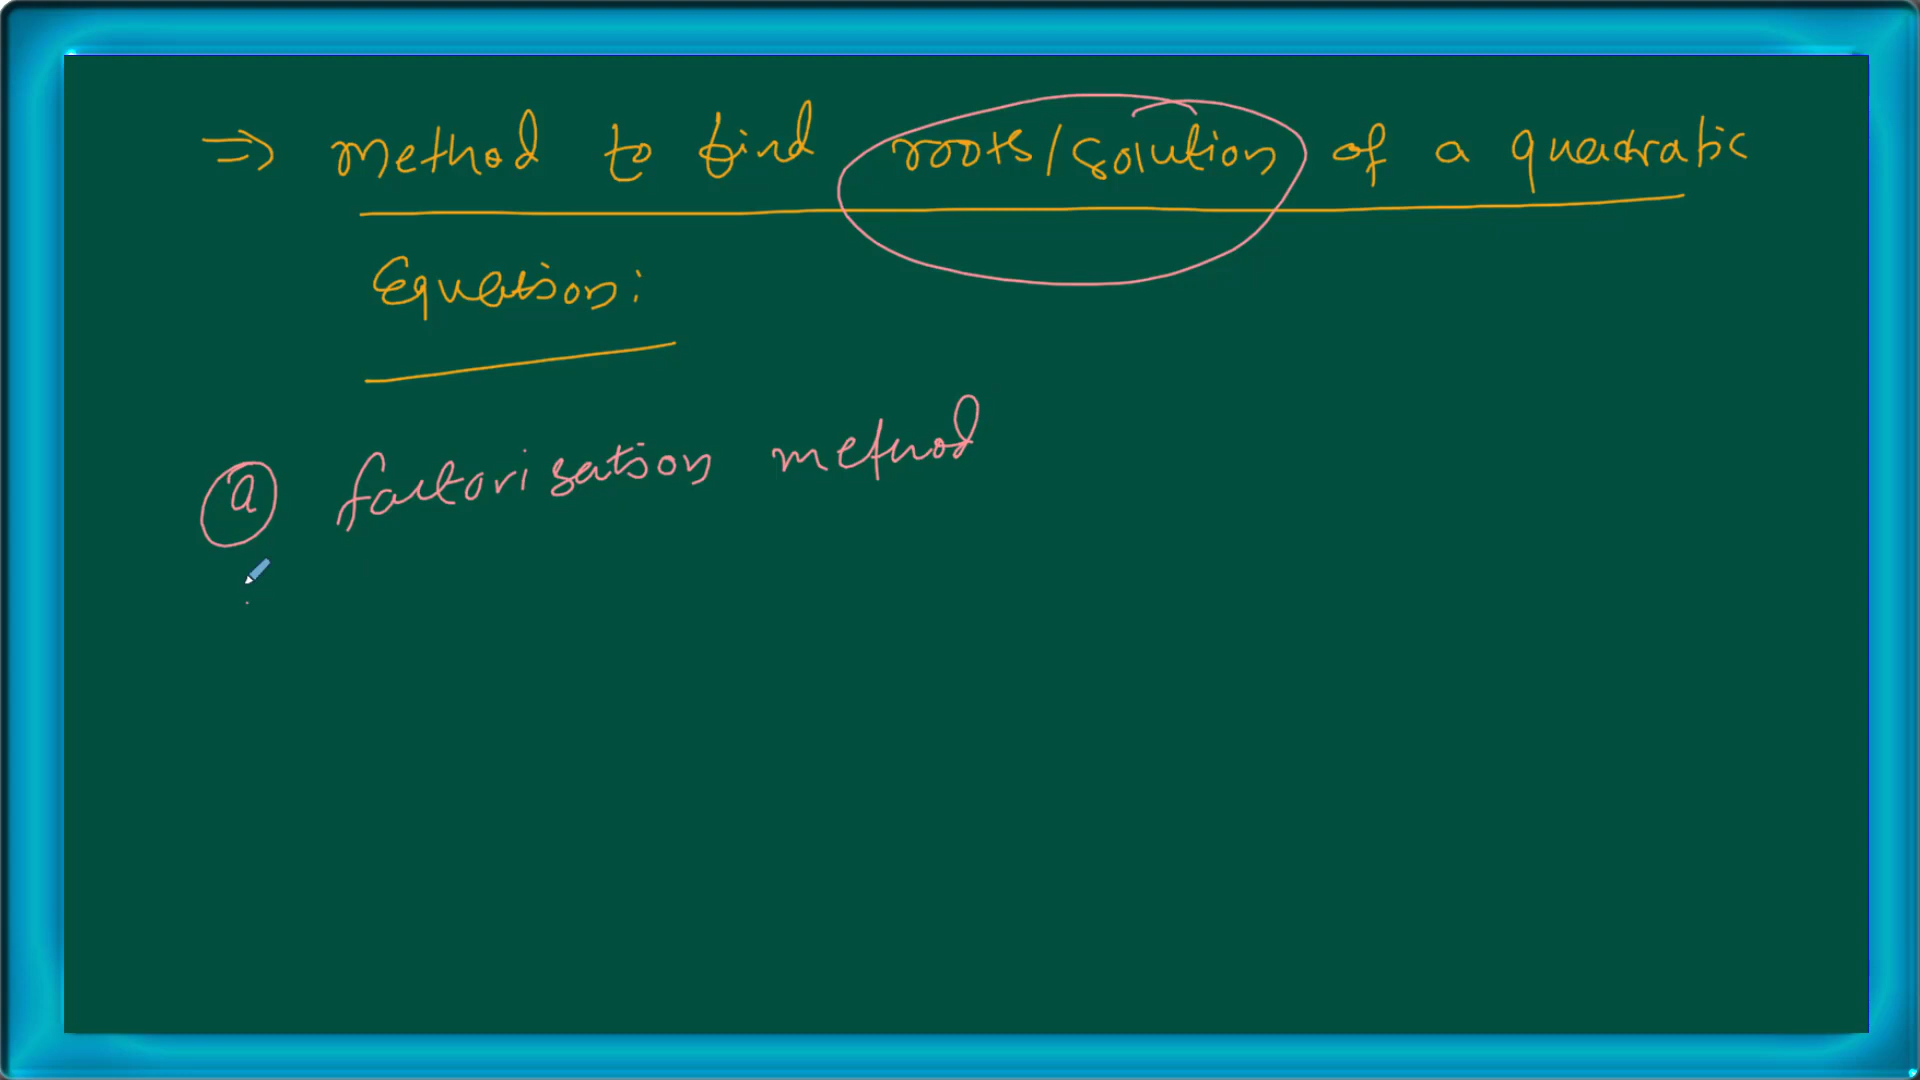 ⇒ method to find roots/solution of a quadratic
Equation:
ⓐ factorisation method